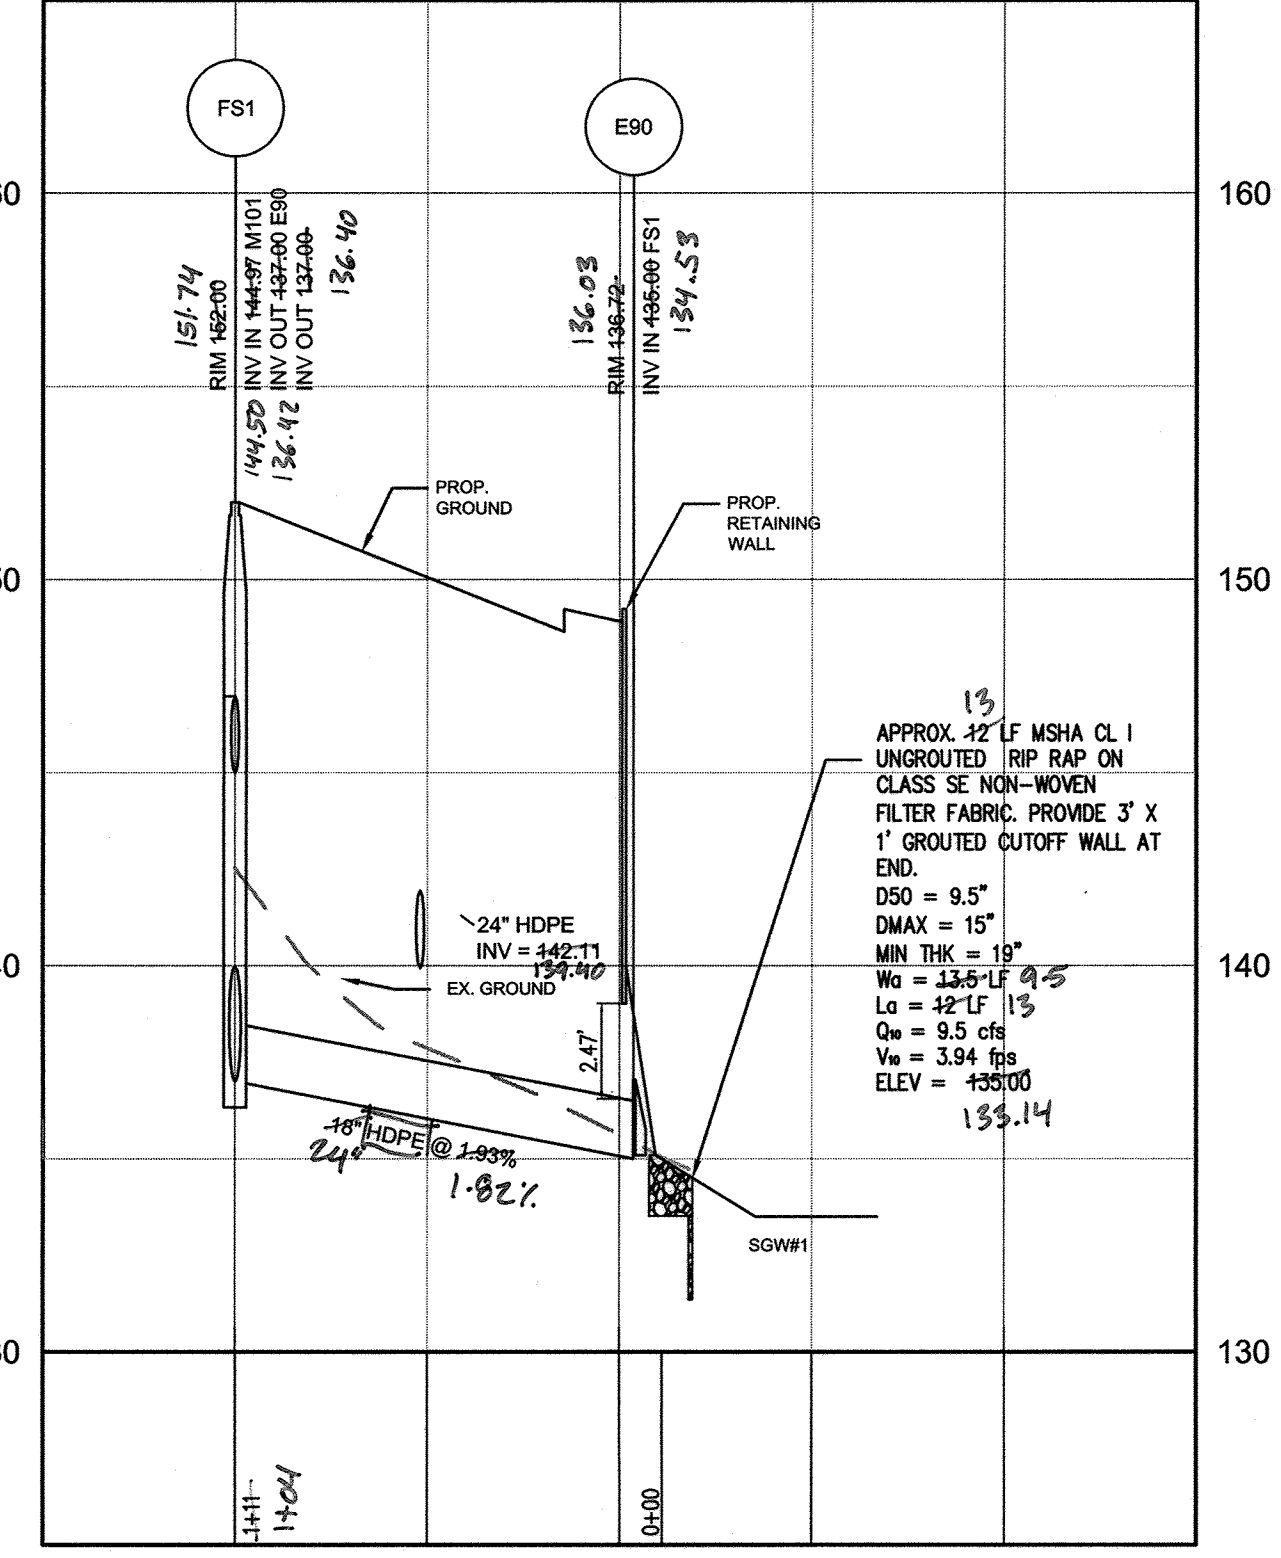 FS1
E90
60
160
151.74
RIM 152.00
INV IN 144.97 M101
144.50
INV OUT 137.00 E90
136.42
INV OUT 137.00
136.40
136.03
RIM 136.72
INV IN 135.00 FS1
134.53
PROP.
GROUND
PROP.
RETAINING
WALL
50
150
13
APPROX. 12 LF MSHA CL I
UNGROUTED RIP RAP ON
CLASS SE NON-WOVEN
FILTER FABRIC. PROVIDE 3' X
1' GROUTED CUTOFF WALL AT
END.
D50 = 9.5"
DMAX = 15"
MIN THK = 19"
Wa = 13.5 LF 9.5
La = 12 LF 13
Q10 = 9.5 cfs
V10 = 3.94 fps
ELEV = 135.00
133.14
24" HDPE
INV = 142.11
139.40
EX. GROUND
40
140
2.47'
18" HDPE @ 1.93%
24"
1.82%
SGW#1
30
130
1+11
1+04
0+00